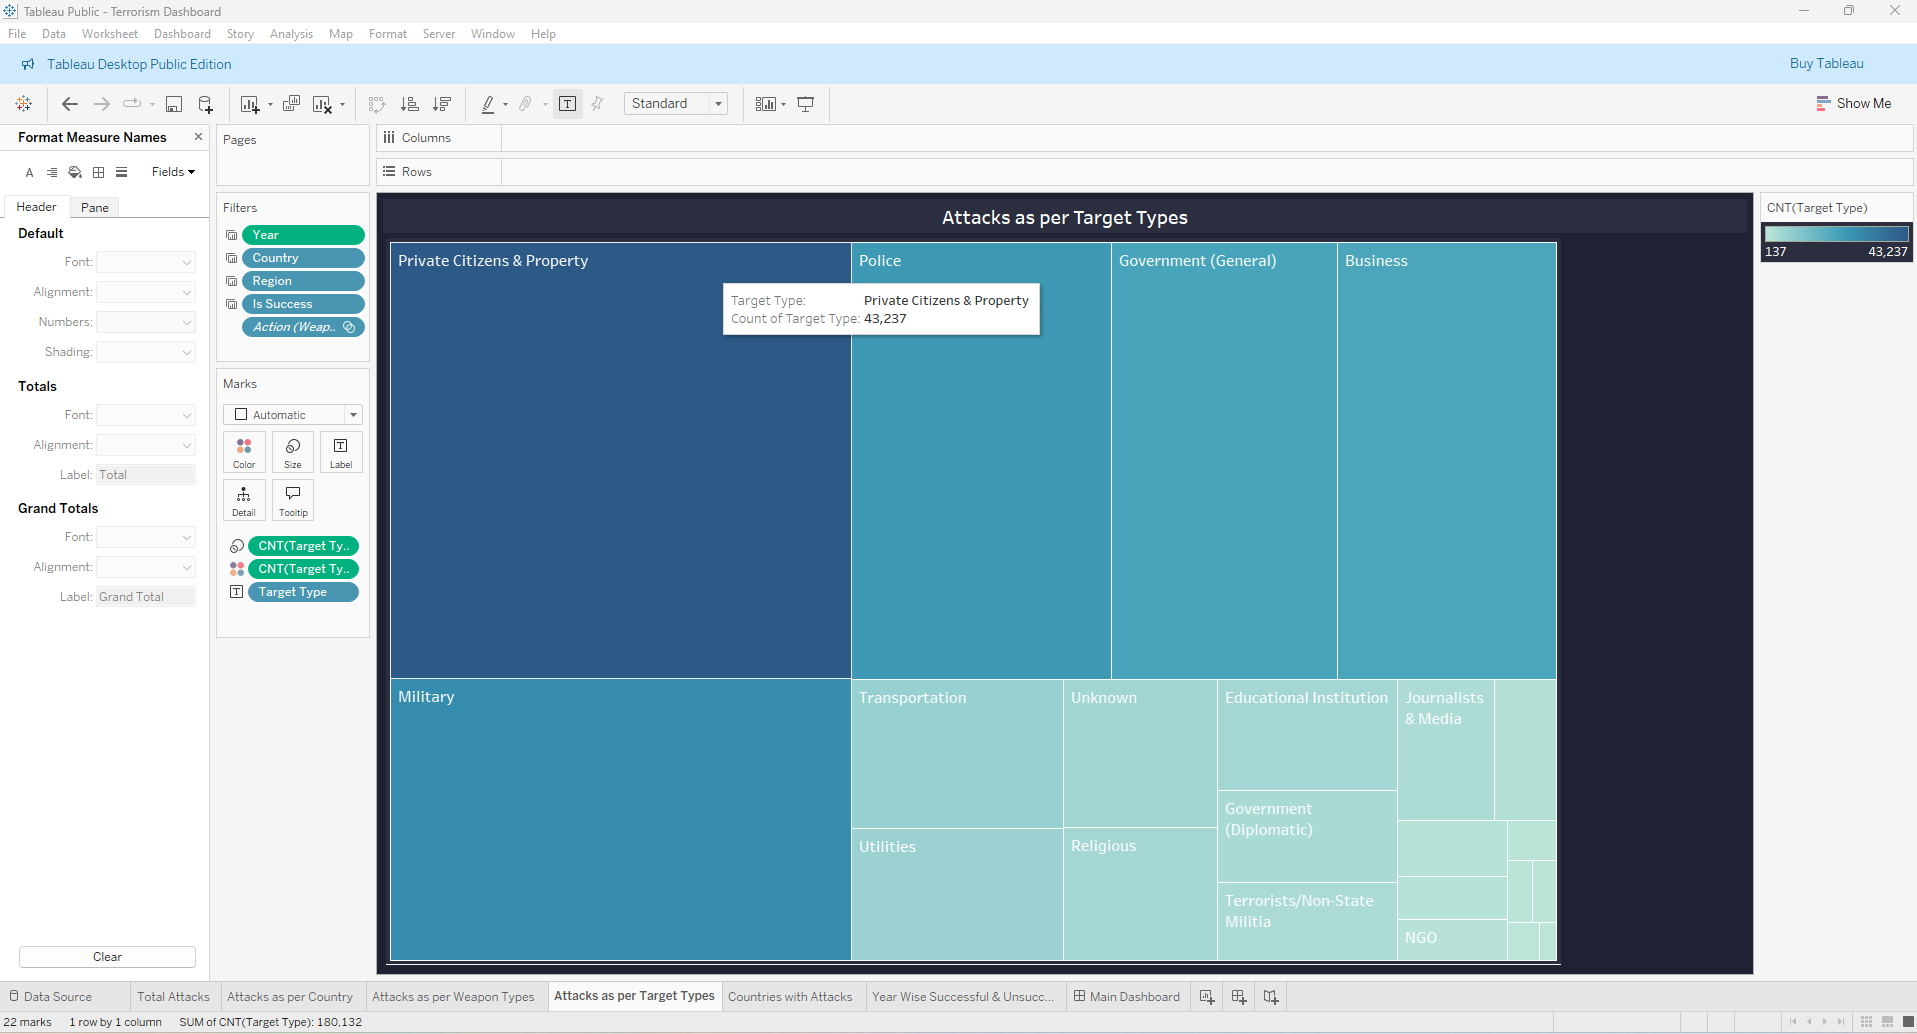 Tableau Public - Terrorism Dashboard
File Data Worksheet Dashboard Story Analysis Map Format Server Window Help
Tableau Desktop Public Edition
Buy Tableau
Standard
Show Me
Format Measure Names
Fields
Header
Pane
Default
Font:
Alignment:
Numbers:
Shading:
Totals
Font:
Alignment:
Label: Total
Grand Totals
Font:
Alignment:
Label: Grand Total
Clear
Pages
Filters
Year
Country
Region
Is Success
Action (Weap..
Marks
Automatic
Color
Size
Label
Detail
Tooltip
CNT(Target Ty..
CNT(Target Ty..
Target Type
Columns
Rows
Attacks as per Target Types
Private Citizens & Property
Police
Government (General)
Business
Target Type: Private Citizens & Property
Count of Target Type: 43,237
Military
Transportation
Unknown
Educational Institution
Journalists
& Media
Government
(Diplomatic)
Utilities
Religious
Terrorists/Non-State
Militia
NGO
CNT(Target Type)
137
43,237
Data Source
Total Attacks
Attacks as per Country
Attacks as per Weapon Types
Attacks as per Target Types
Countries with Attacks
Year Wise Successful & Unsucc...
Main Dashboard
22 marks
1 row by 1 column
SUM of CNT(Target Type): 180,132